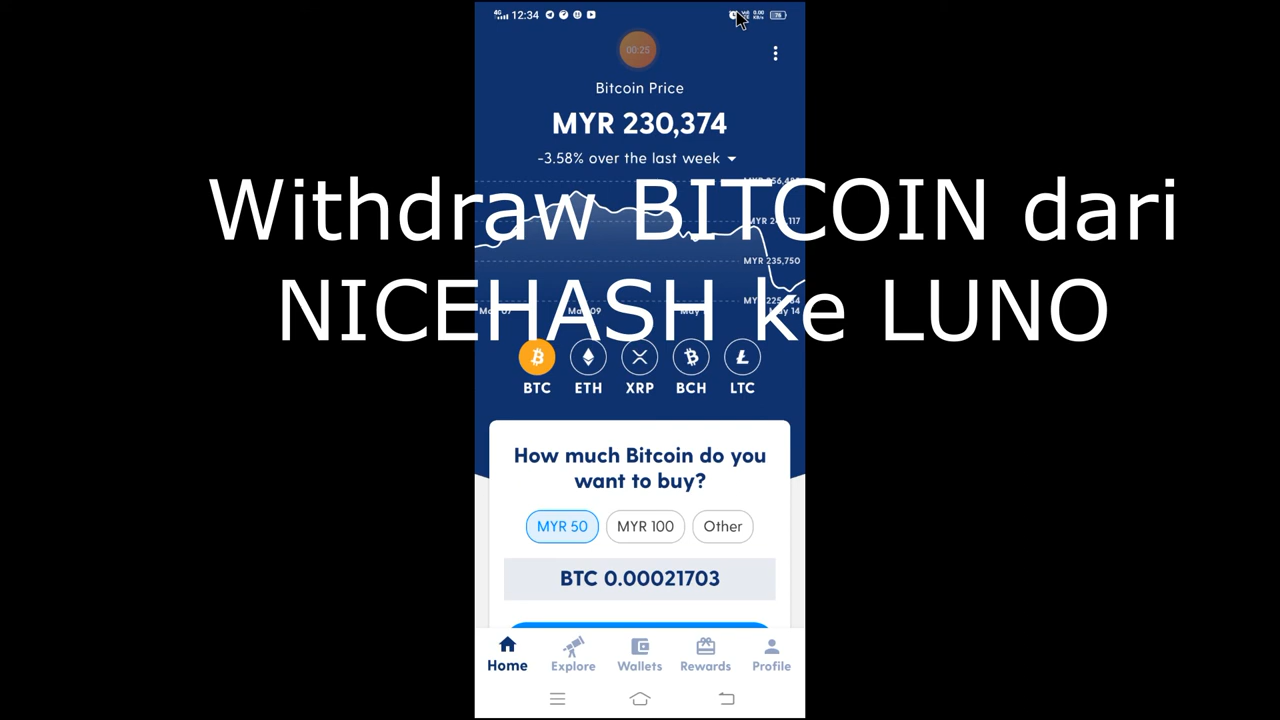 4G 12:34
00:25
Bitcoin Price
MYR 230,374
-3.58% over the last week
Withdraw BITCOIN dari
MYR 235,750
NICEHASH ke LUNO
BTC ETH XRP BCH LTC
How much Bitcoin do you
want to buy?
MYR 50 MYR 100 Other
BTC 0.00021703
Home Explore Wallets Rewards Profile